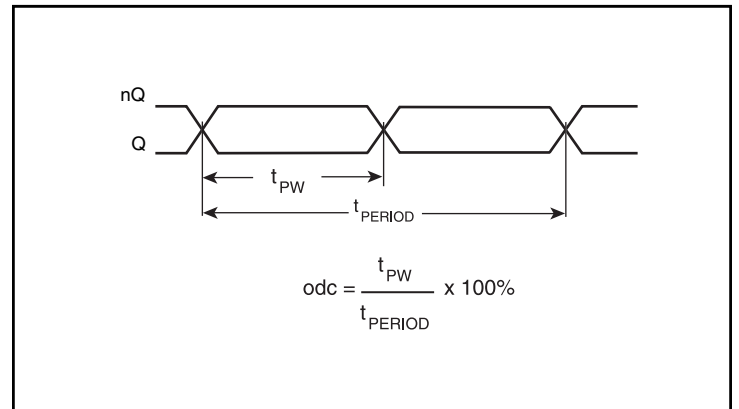 nQ
Q
tPW
tPERIOD
odc = tPW / tPERIOD x 100%